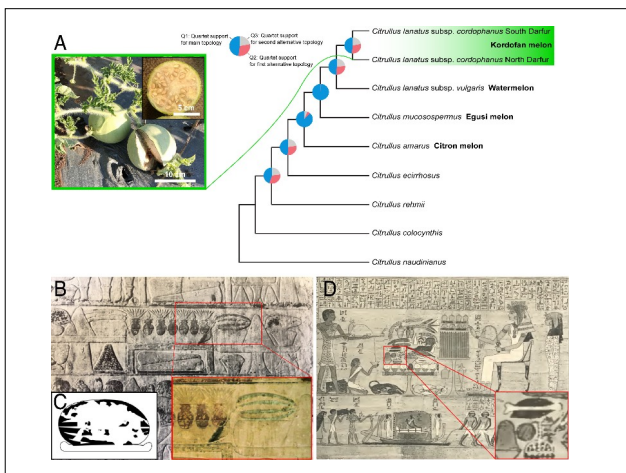 A
Q1: Quartet support
for main topology
Q3: Quartet support
for second alternative topology
Q2: Quartet support
for first alternative topology
5 cm
10 cm
Citrullus lanatus subsp. cordophanus South Darfur
Kordofan melon
Citrullus lanatus subsp. cordophanus North Darfur
Citrullus lanatus subsp. vulgaris Watermelon
Citrullus mucosospermus Egusi melon
Citrullus amarus Citron melon
Citrullus ecirrhosus
Citrullus rehmii
Citrullus colocynthis
Citrullus naudinianus
B
C
D